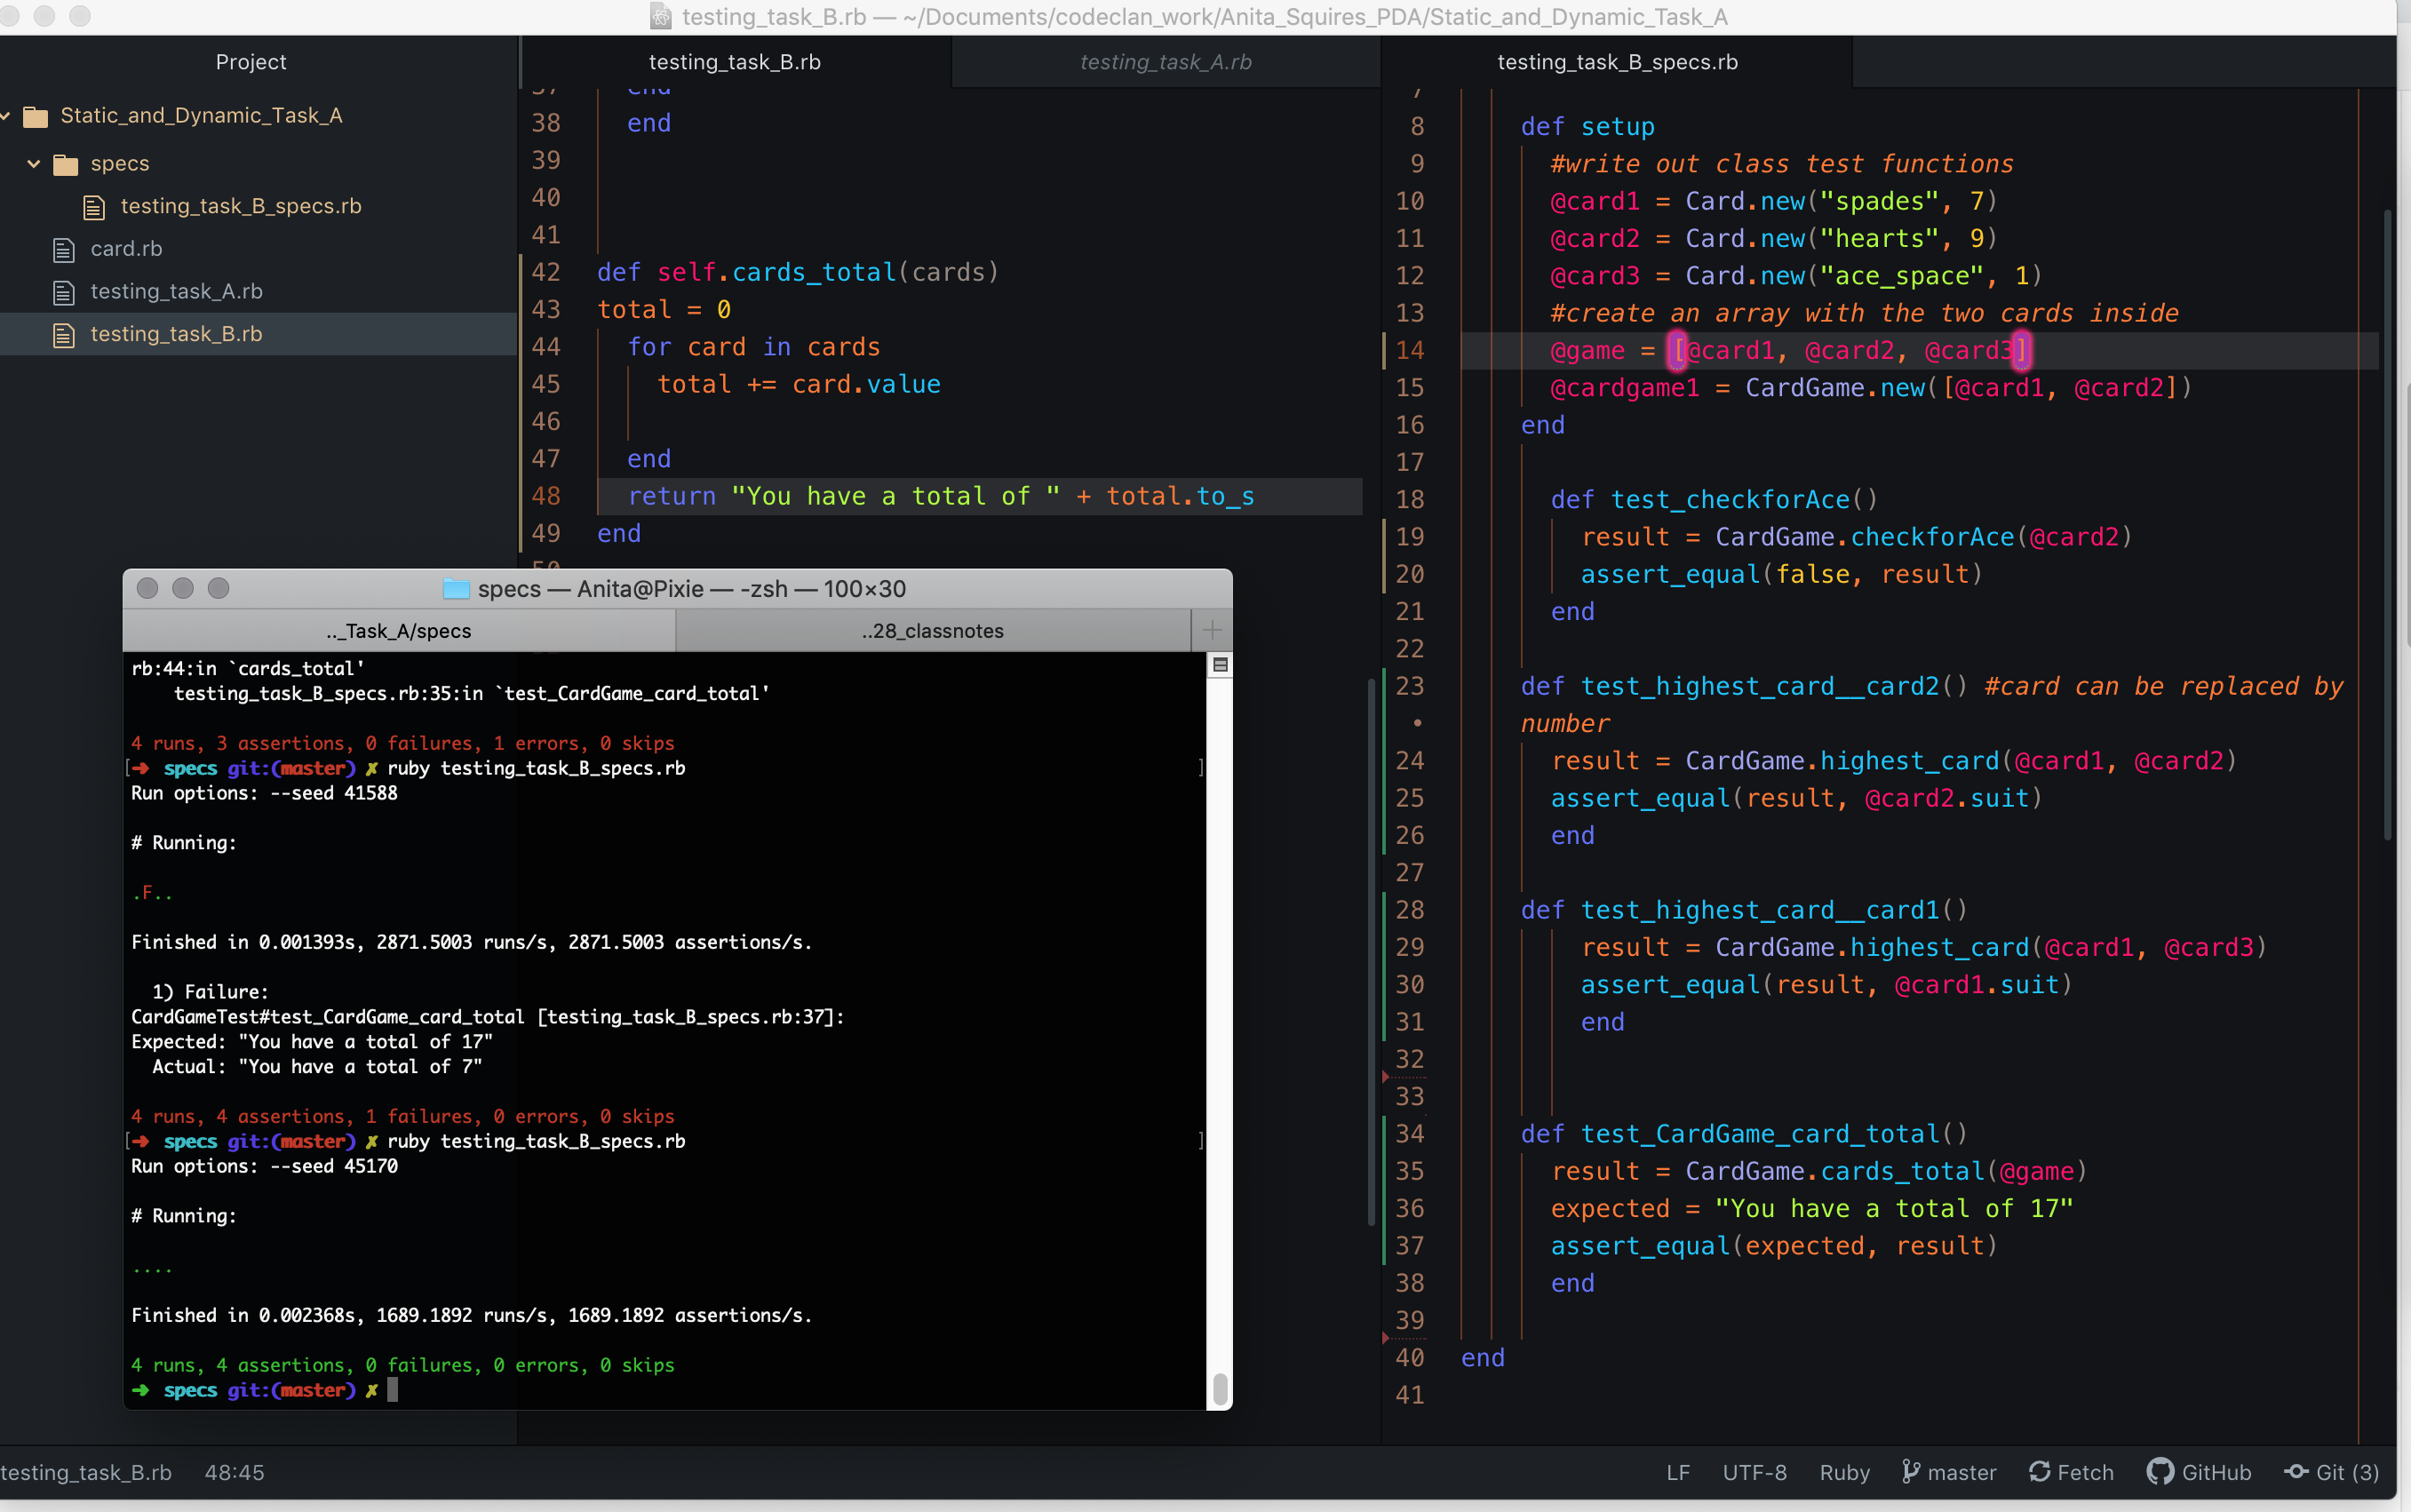 testing_task_B.rb — ~/Documents/codeclan_work/Anita_Squires_PDA/Static_and_Dynamic_Task_A
Project
Static_and_Dynamic_Task_A
specs
testing_task_B_specs.rb
card.rb
testing_task_A.rb
testing_task_B.rb
testing_task_B.rb
testing_task_A.rb
37 end
38 end
39
40
41
42 def self.cards_total(cards)
43 total = 0
44 for card in cards
45 total += card.value
46
47 end
48 return "You have a total of " + total.to_s
49 end
50
testing_task_B_specs.rb
7
8 def setup
9 #write out class test functions
10 @card1 = Card.new("spades", 7)
11 @card2 = Card.new("hearts", 9)
12 @card3 = Card.new("ace_space", 1)
13 #create an array with the two cards inside
14 @game = [@card1, @card2, @card3]
15 @cardgame1 = CardGame.new([@card1, @card2])
16 end
17
18 def test_checkforAce()
19 result = CardGame.checkforAce(@card2)
20 assert_equal(false, result)
21 end
22
23 def test_highest_card__card2() #card can be replaced by
• number
24 result = CardGame.highest_card(@card1, @card2)
25 assert_equal(result, @card2.suit)
26 end
27
28 def test_highest_card__card1()
29 result = CardGame.highest_card(@card1, @card3)
30 assert_equal(result, @card1.suit)
31 end
32
33
34 def test_CardGame_card_total()
35 result = CardGame.cards_total(@game)
36 expected = "You have a total of 17"
37 assert_equal(expected, result)
38 end
39
40 end
41
specs — Anita@Pixie — -zsh — 100×30
.._Task_A/specs
..28_classnotes
rb:44:in `cards_total'
testing_task_B_specs.rb:35:in `test_CardGame_card_total'
4 runs, 3 assertions, 0 failures, 1 errors, 0 skips
[➜ specs git:(master) ✗ ruby testing_task_B_specs.rb ]
Run options: --seed 41588
# Running:
.F..
Finished in 0.001393s, 2871.5003 runs/s, 2871.5003 assertions/s.
1) Failure:
CardGameTest#test_CardGame_card_total [testing_task_B_specs.rb:37]:
Expected: "You have a total of 17"
Actual: "You have a total of 7"
4 runs, 4 assertions, 1 failures, 0 errors, 0 skips
[➜ specs git:(master) ✗ ruby testing_task_B_specs.rb ]
Run options: --seed 45170
# Running:
....
Finished in 0.002368s, 1689.1892 runs/s, 1689.1892 assertions/s.
4 runs, 4 assertions, 0 failures, 0 errors, 0 skips
➜ specs git:(master) ✗
testing_task_B.rb 48:45
LF UTF-8 Ruby master Fetch GitHub Git (3)